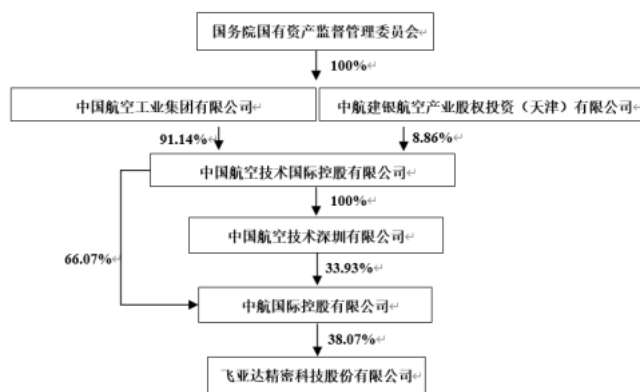 国务院国有资产监督管理委员会
100%
中国航空工业集团有限公司
中航建银航空产业股权投资（天津）有限公司
91.14%
8.86%
中国航空技术国际控股有限公司
100%
中国航空技术深圳有限公司
66.07%
33.93%
中航国际控股有限公司
38.07%
飞亚达精密科技股份有限公司